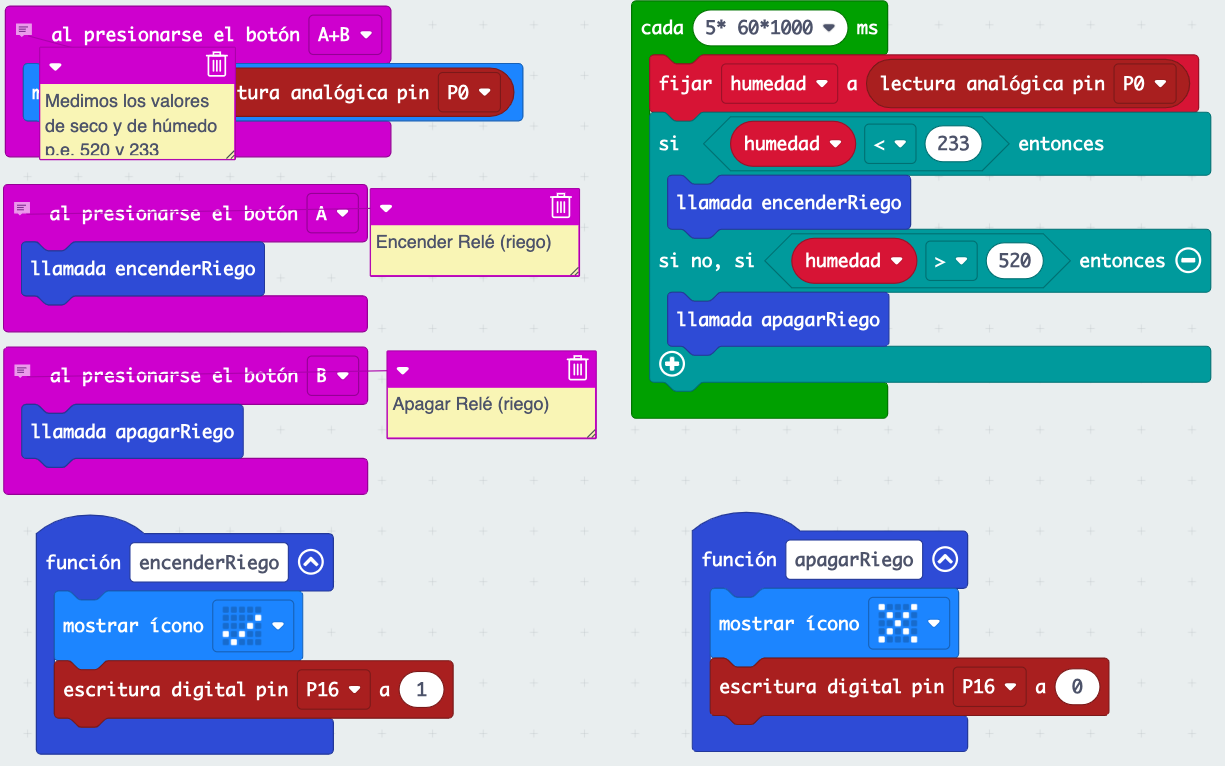 al presionarse el botón A+B
tura analógica pin P0
Medimos los valores
de seco y de húmedo
p.e. 520 y 233
al presionarse el botón A
llamada encenderRiego
Encender Relé (riego)
al presionarse el botón B
llamada apagarRiego
Apagar Relé (riego)
cada 5* 60*1000 ms
fijar humedad a lectura analógica pin P0
si humedad < 233 entonces
llamada encenderRiego
si no, si humedad > 520 entonces
llamada apagarRiego
función encenderRiego
mostrar ícono
escritura digital pin P16 a 1
función apagarRiego
mostrar ícono
escritura digital pin P16 a 0